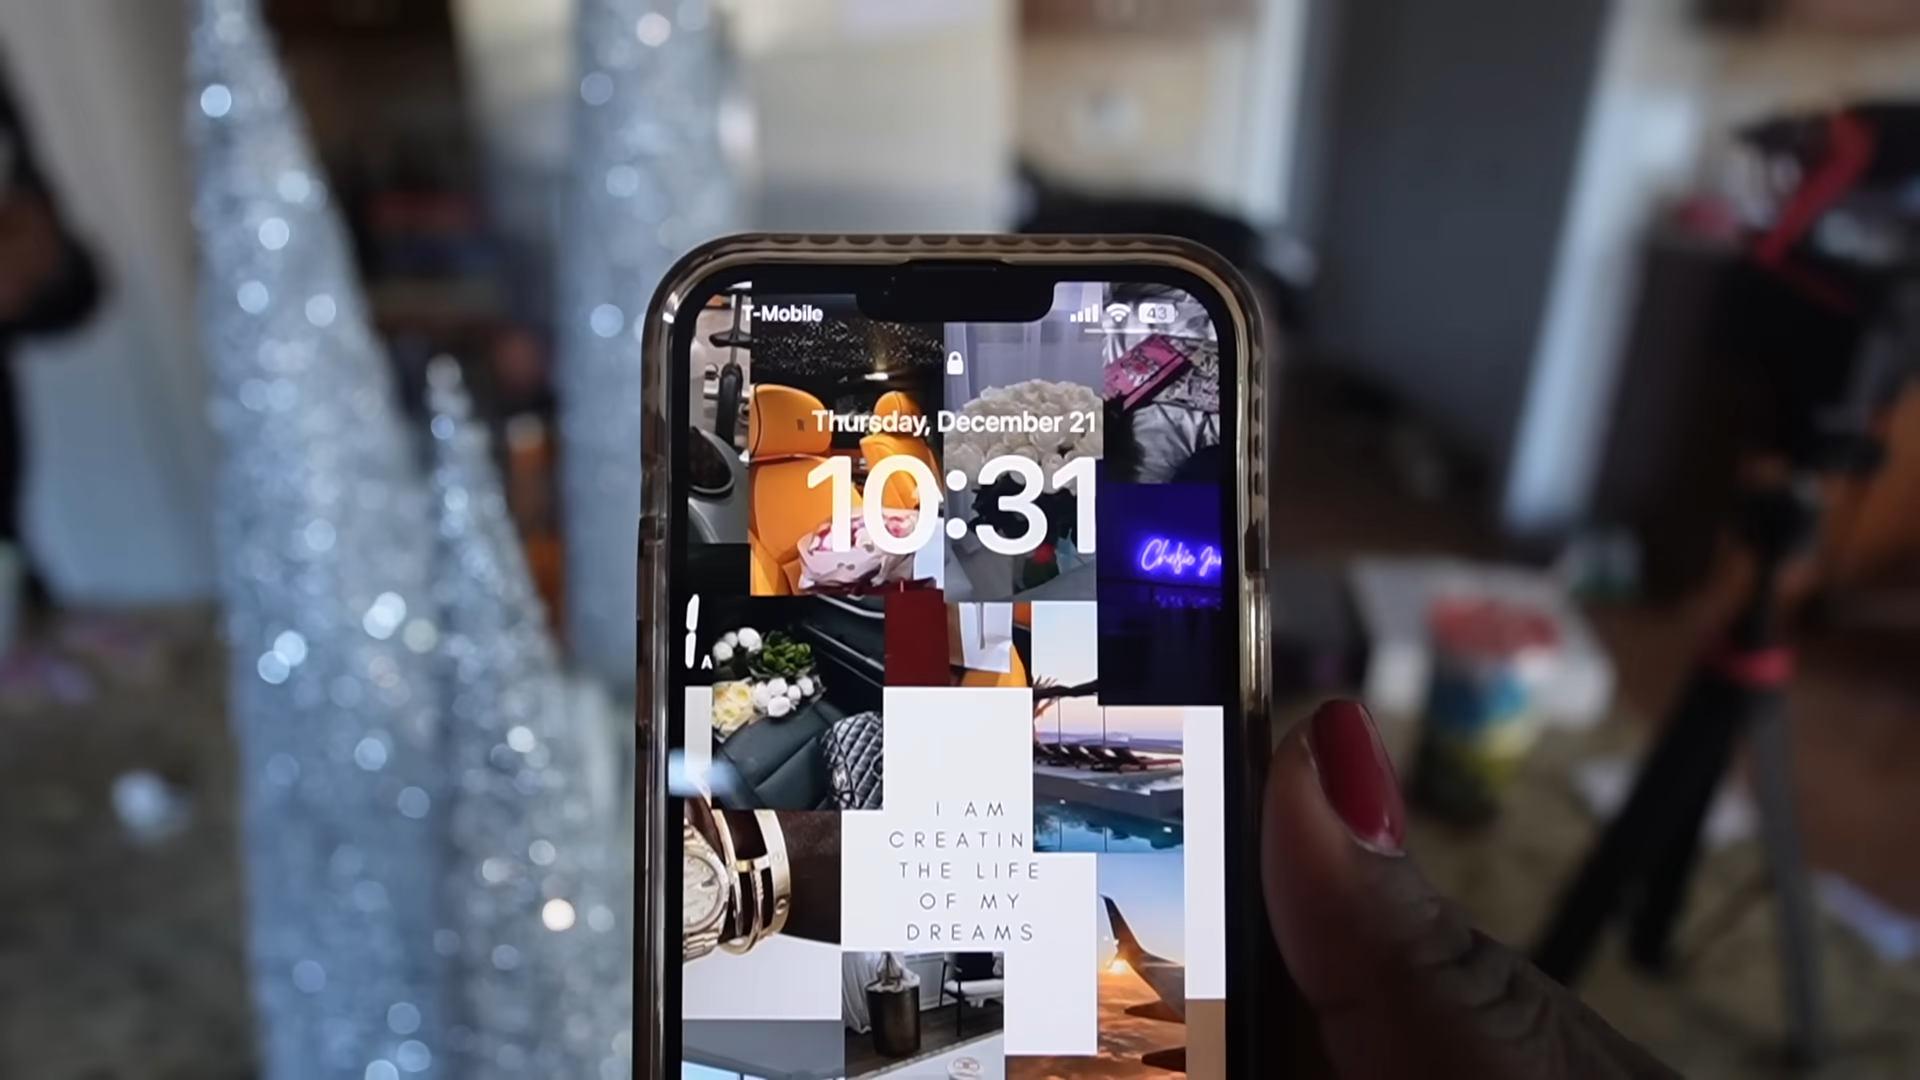 T-Mobile
43
Thursday, December 21
10:31
I AM
CREATIN
THE LIFE
OF MY
DREAMS